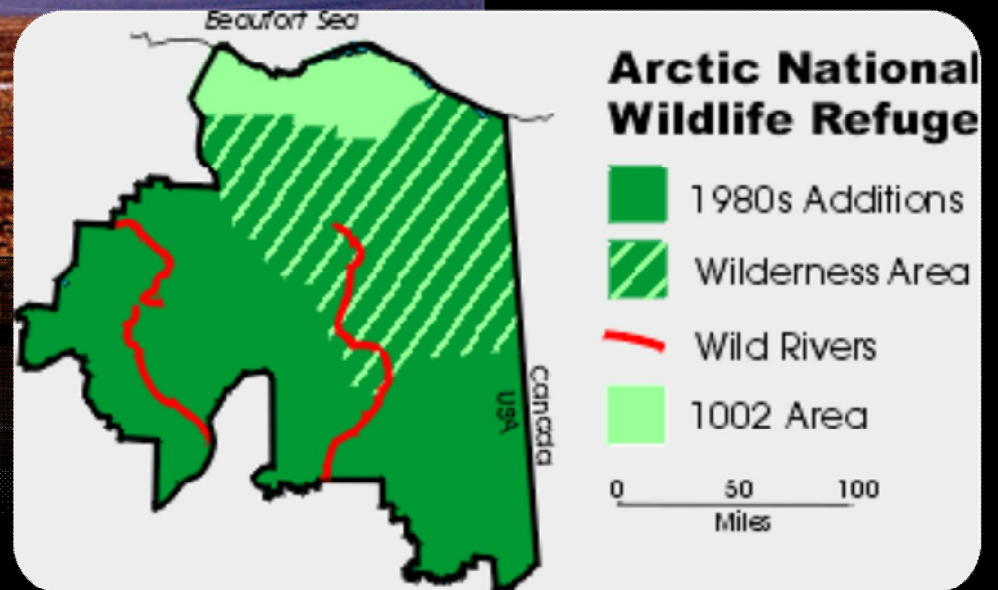 Beaufort Sea
Arctic National
Wildlife Refuge
1980s Additions
Wilderness Area
Wild Rivers
1002 Area
Canada
USA
0 50 100
Miles